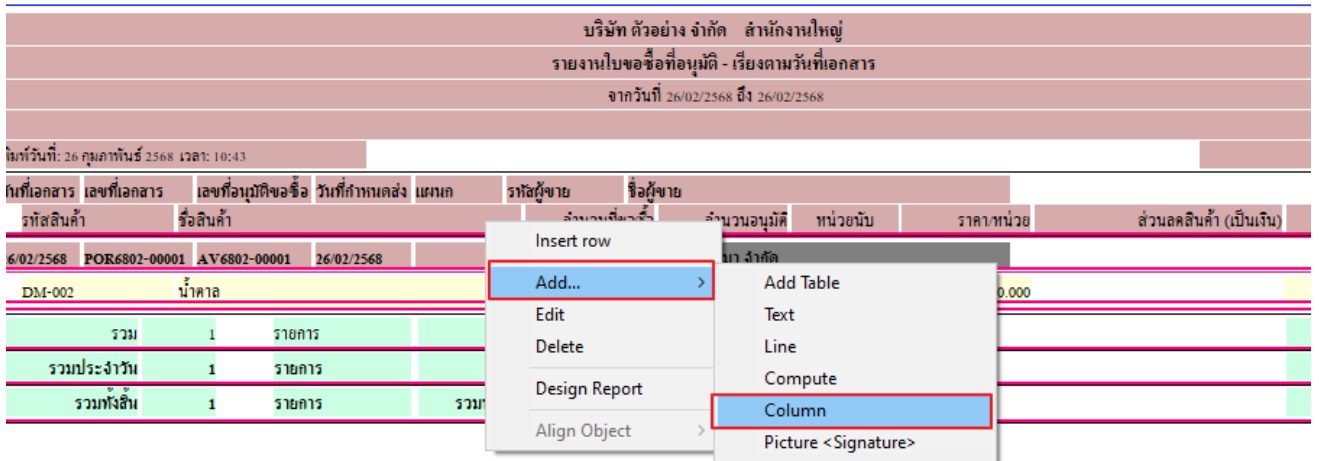 บริษัท ตัวอย่าง จำกัด สำนักงานใหญ่
รายงานใบขอซื้อที่อนุมัติ - เรียงตามวันที่เอกสาร
จากวันที่ 26/02/2568 ถึง 26/02/2568
พิมพ์วันที่: 26 กุมภาพันธ์ 2568 เวลา: 10:43
วันที่เอกสาร เลขที่เอกสาร เลขที่อนุมัติขอซื้อ วันที่กำหนดส่ง แผนก รหัสผู้ขาย ชื่อผู้ขาย
รหัสสินค้า ชื่อสินค้า จำนวนที่ขอซื้อ จำนวนอนุมัติ หน่วยนับ ราคา/หน่วย ส่วนลดสินค้า (เป็นเงิน)
6/02/2568 POR6802-00001 AV6802-00001 26/02/2568 จำกัด
DM-002 น้ำตาล 0.000
รวม 1 รายการ
รวมประจำวัน 1 รายการ
รวมทั้งสิ้น 1 รายการ
Insert row
Add...
Edit
Delete
Design Report
Align Object
Add Table
Text
Line
Compute
Column
Picture <Signature>